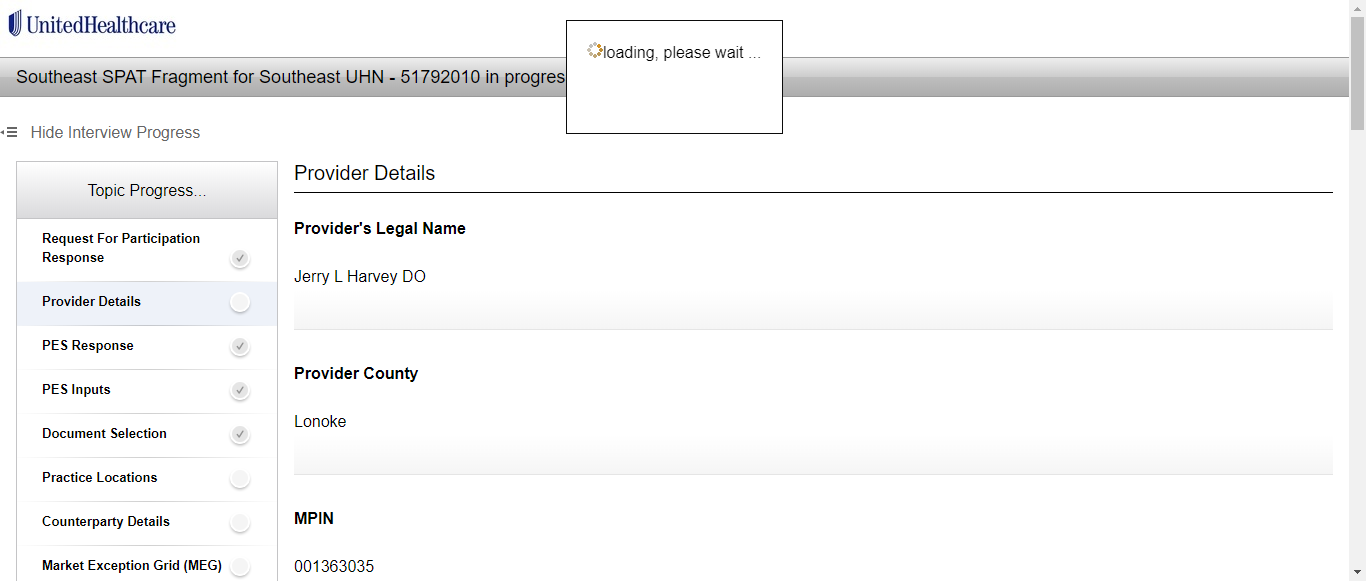 UnitedHealthcare
loading, please wait ...
Southeast SPAT Fragment for Southeast UHN - 51792010 in progres
Hide Interview Progress
Topic Progress...
Request For Participation
Response
Provider Details
PES Response
PES Inputs
Document Selection
Practice Locations
Counterparty Details
Market Exception Grid (MEG)
Provider Details
Provider's Legal Name
Jerry L Harvey DO
Provider County
Lonoke
MPIN
001363035